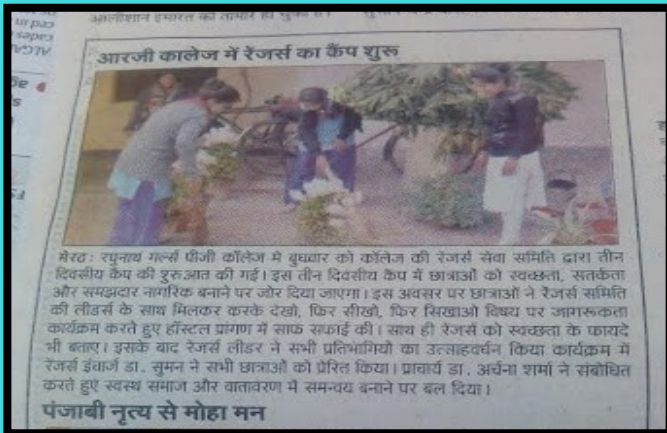 आलीशान इमारत को तामीर हो चुका है।
आरजी कालेज में रेंजर्स का कैंप शुरू
मेरठ: रघुनाथ गर्ल्स पीजी कॉलेज में बुधवार को कॉलेज की रेंजर्स सेवा समिति द्वारा तीन
दिवसीय कैंप की शुरुआत की गई। इस तीन दिवसीय कैंप में छात्राओं को स्वच्छता, सतर्कता
और समझदार नागरिक बनाने पर जोर दिया जाएगा। इस अवसर पर छात्राओं ने रेंजर्स समिति
की लीडर्स के साथ मिलकर करके देखो, फिर सीखो, फिर सिखाओ विषय पर जागरूकता
कार्यक्रम करते हुए हॉस्टल प्रांगण में साफ सफाई की। साथ ही रेंजर्स को स्वच्छता के फायदे
भी बताए। इसके बाद रेंजर्स लीडर ने सभी प्रतिभागियों का उत्साहवर्धन किया कार्यक्रम में
रेंजर्स इंचार्ज डा. सुमन ने सभी छात्राओं को प्रेरित किया। प्राचार्य डा. अर्चना शर्मा ने संबोधित
करते हुए स्वस्थ समाज और वातावरण में समन्वय बनाने पर बल दिया।
पंजाबी नृत्य से मोहा मन